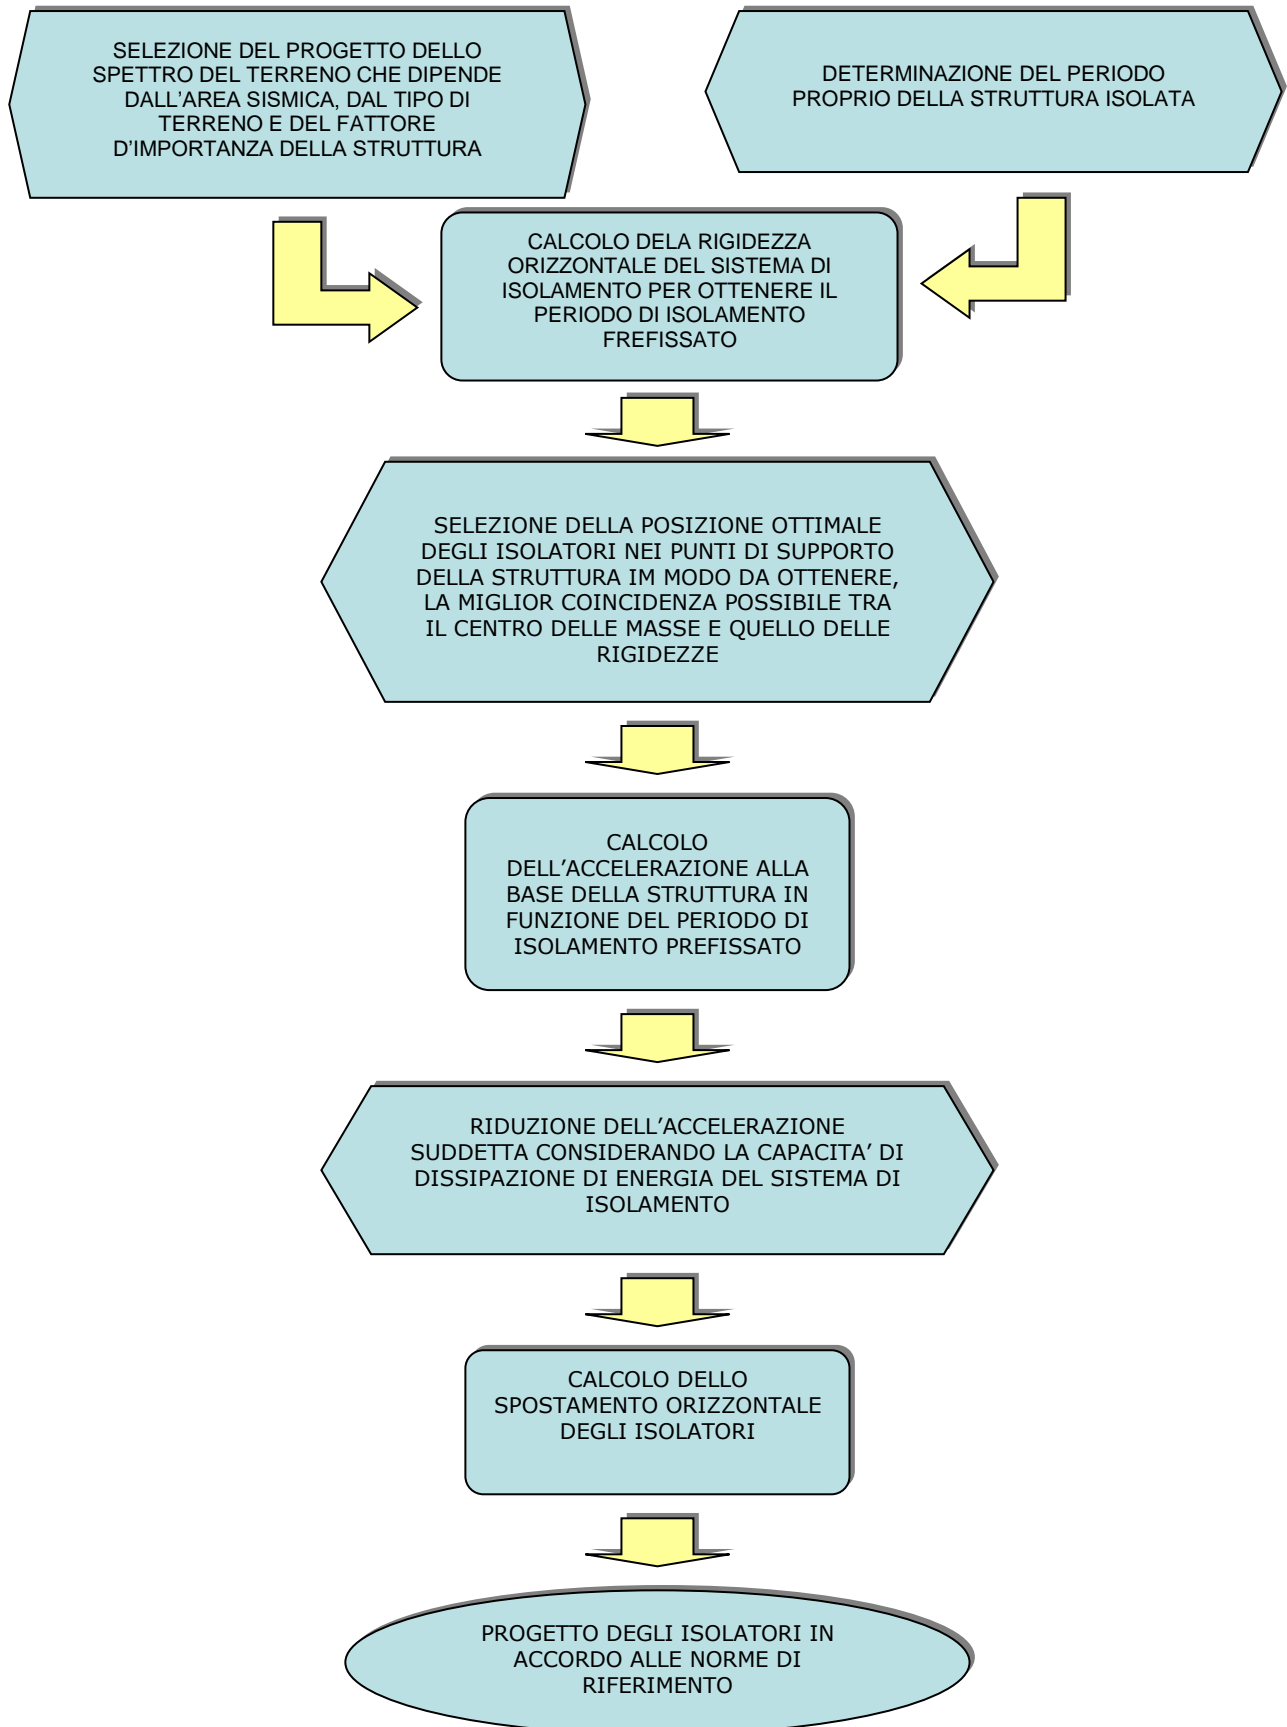 SELEZIONE DEL PROGETTO DELLO
SPETTRO DEL TERRENO CHE DIPENDE
DALL'AREA SISMICA, DAL TIPO DI
TERRENO E DEL FATTORE
D'IMPORTANZA DELLA STRUTTURA
DETERMINAZIONE DEL PERIODO
PROPRIO DELLA STRUTTURA ISOLATA
CALCOLO DELA RIGIDEZZA
ORIZZONTALE DEL SISTEMA DI
ISOLAMENTO PER OTTENERE IL
PERIODO DI ISOLAMENTO
FREFISSATO
SELEZIONE DELLA POSIZIONE OTTIMALE
DEGLI ISOLATORI NEI PUNTI DI SUPPORTO
DELLA STRUTTURA IM MODO DA OTTENERE,
LA MIGLIOR COINCIDENZA POSSIBILE TRA
IL CENTRO DELLE MASSE E QUELLO DELLE
RIGIDEZZE
CALCOLO
DELL'ACCELERAZIONE ALLA
BASE DELLA STRUTTURA IN
FUNZIONE DEL PERIODO DI
ISOLAMENTO PREFISSATO
RIDUZIONE DELL'ACCELERAZIONE
SUDDETTA CONSIDERANDO LA CAPACITA' DI
DISSIPAZIONE DI ENERGIA DEL SISTEMA DI
ISOLAMENTO
CALCOLO DELLO
SPOSTAMENTO ORIZZONTALE
DEGLI ISOLATORI
PROGETTO DEGLI ISOLATORI IN
ACCORDO ALLE NORME DI
RIFERIMENTO